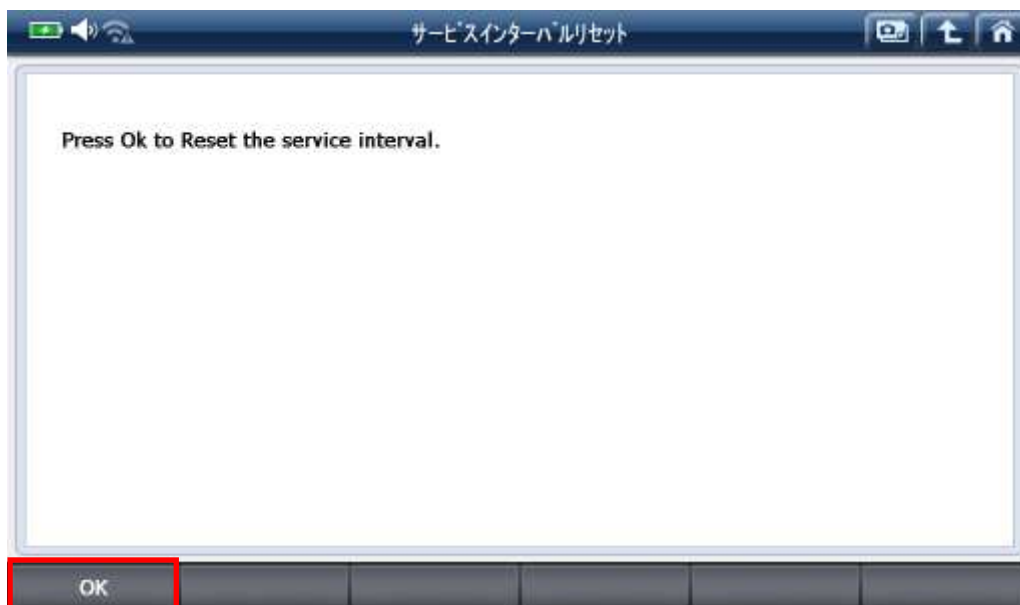 サービスインターバルリセット
Press Ok to Reset the service interval.
OK